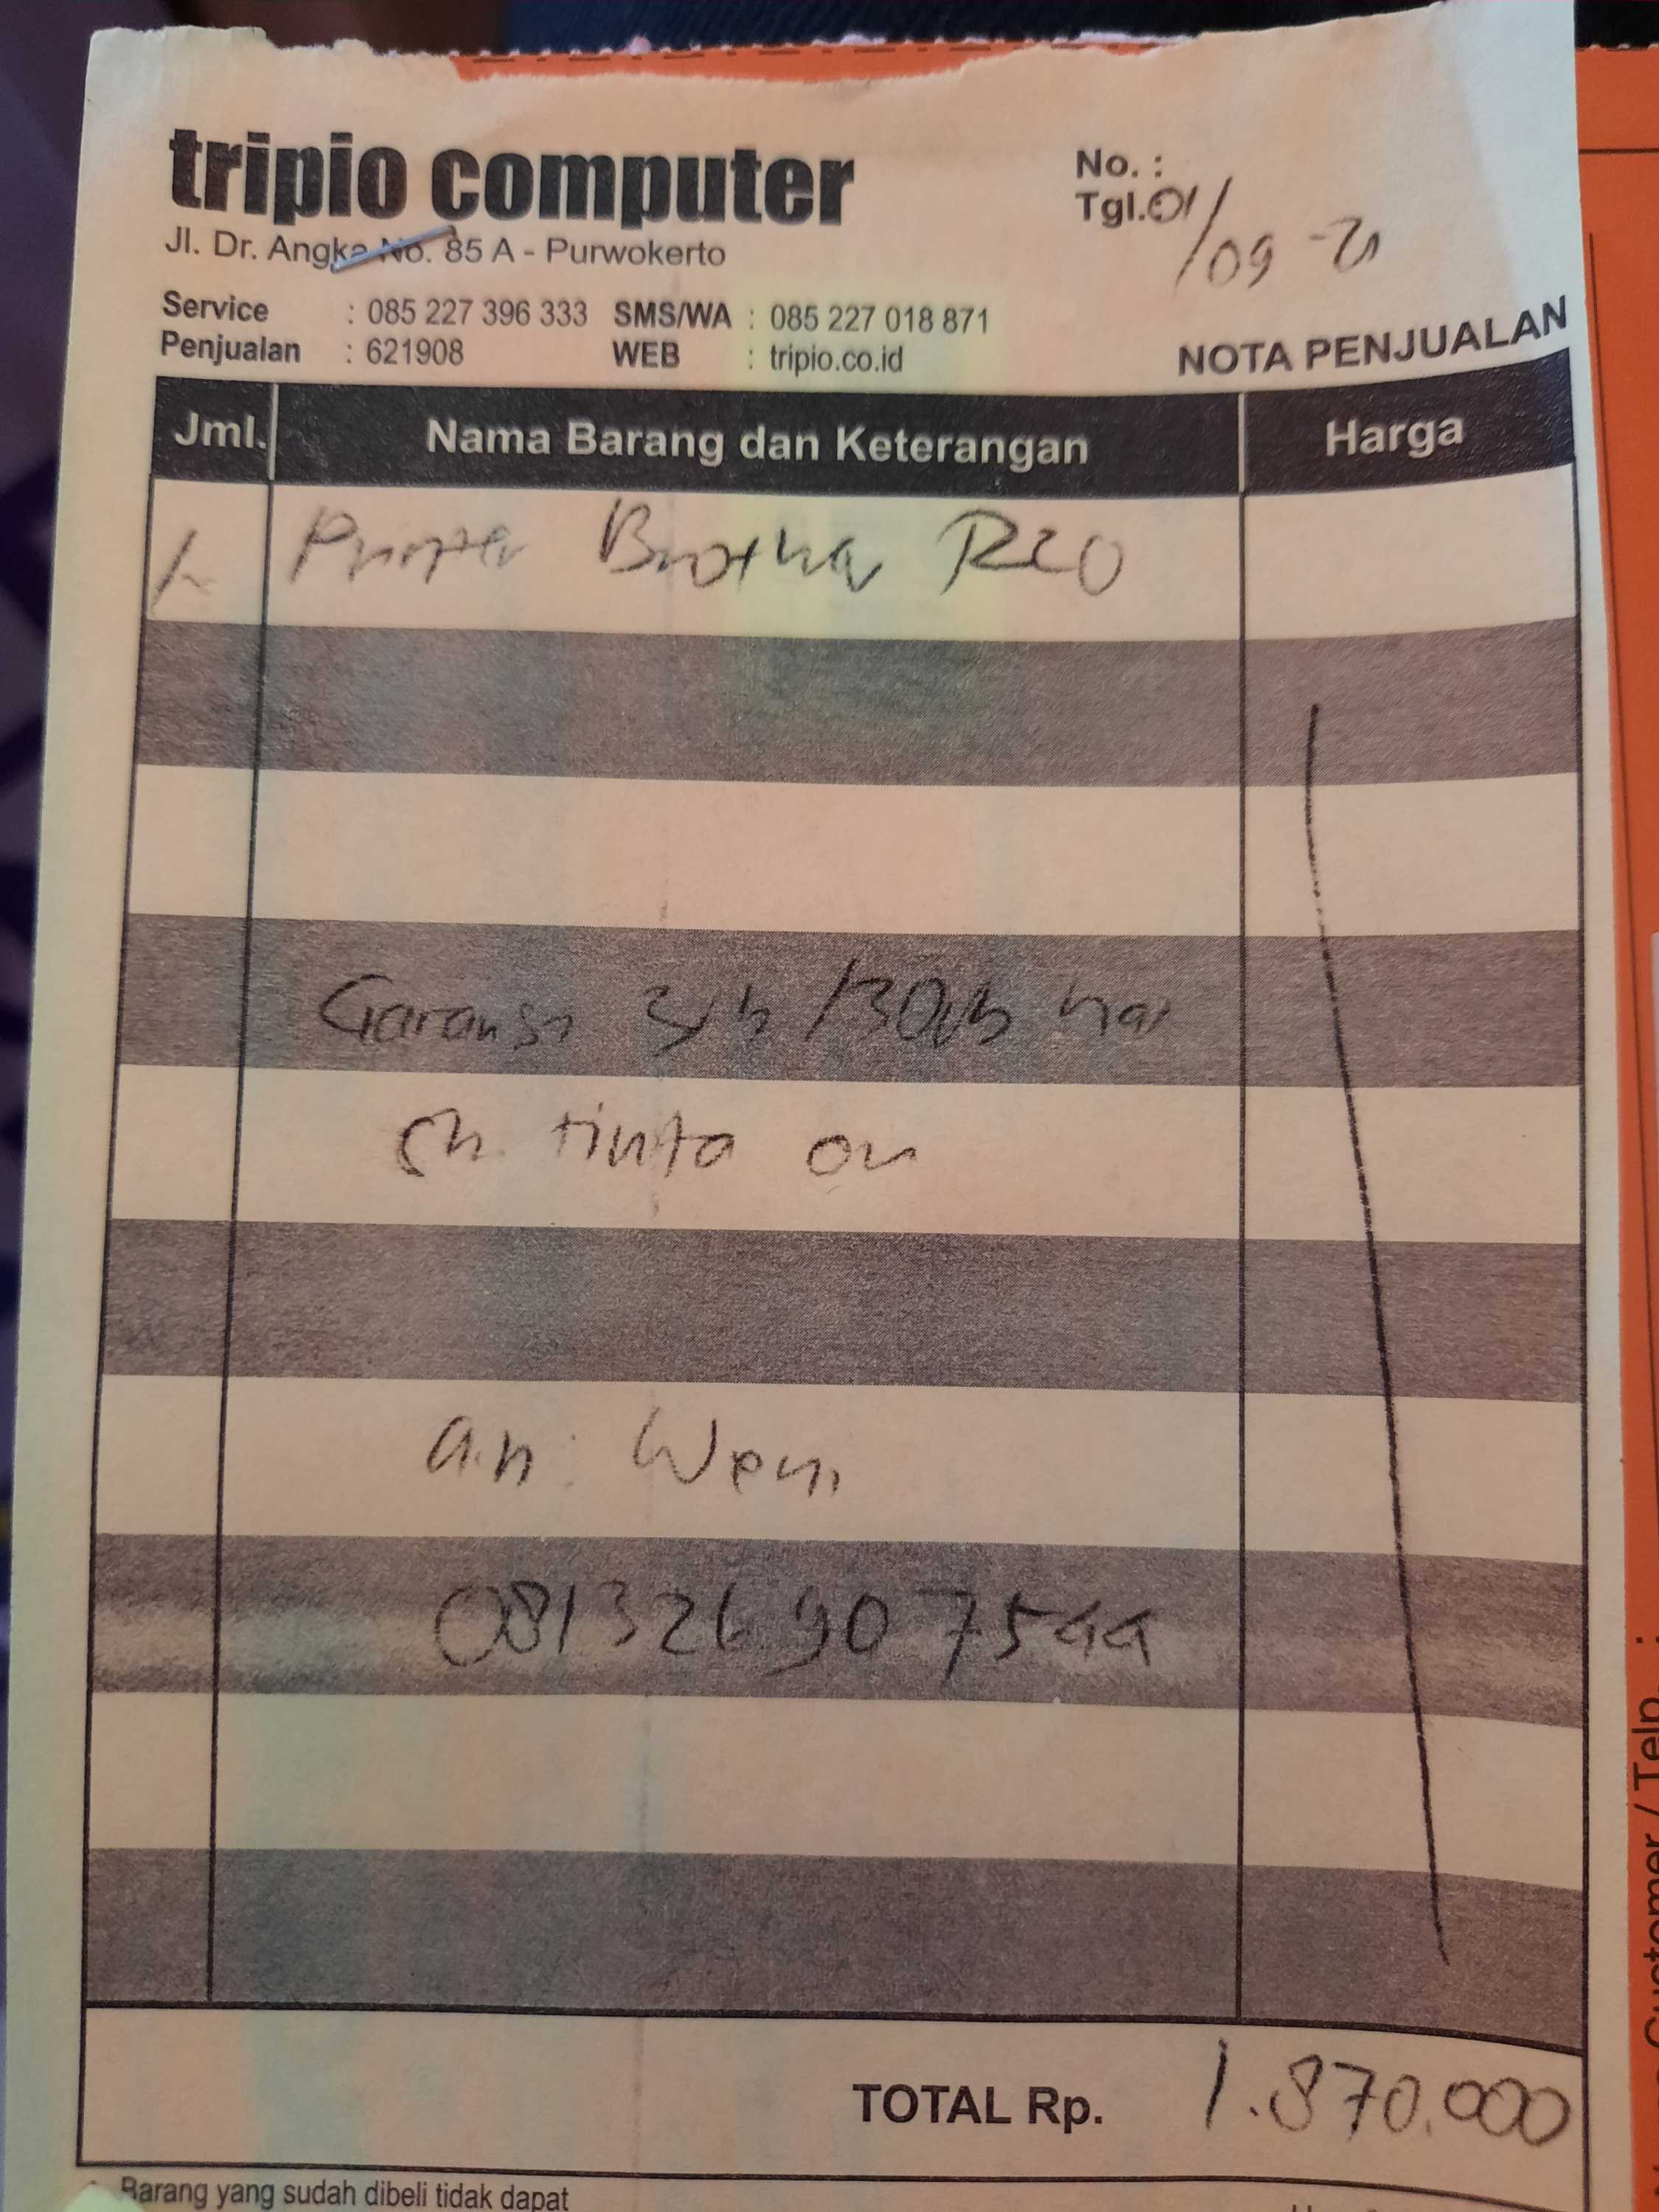 tripio computer
Jl. Dr. Angka No. 85 A - Purwokerto
No. :
Tgl. 01/09-21
Service : 085 227 396 333 SMS/WA : 085 227 018 871
Penjualan : 621908 WEB : tripio.co.id
NOTA PENJUALAN
Jml. Nama Barang dan Keterangan Harga
1 Printer Brother
Garansi
tinta
a.n: Weni
TOTAL Rp. 1.870.000
Barang yang sudah dibeli tidak dapat
Customer / Telp. :